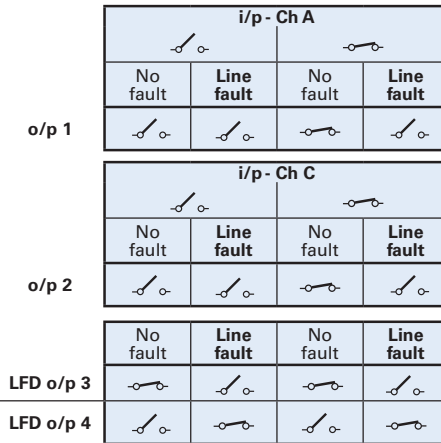 i/p - Ch A
No fault Line fault No fault Line fault
o/p 1
i/p - Ch C
No fault Line fault No fault Line fault
o/p 2
No fault Line fault No fault Line fault
LFD o/p 3
LFD o/p 4